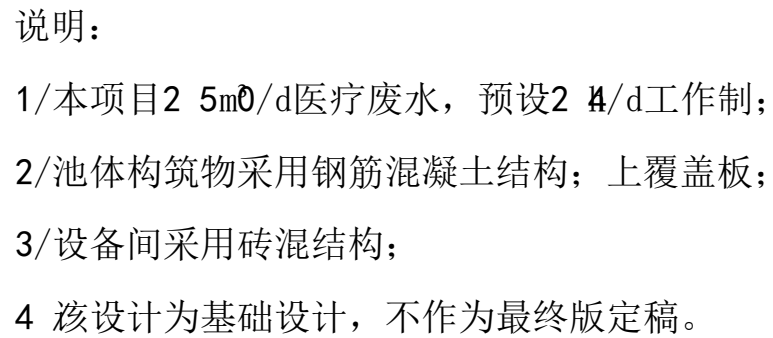 说明：
1/本项目250m³/d医疗废水，预设24h/d工作制；
2/池体构筑物采用钢筋混凝土结构；上覆盖板；
3/设备间采用砖混结构；
4/该设计为基础设计，不作为最终版定稿。